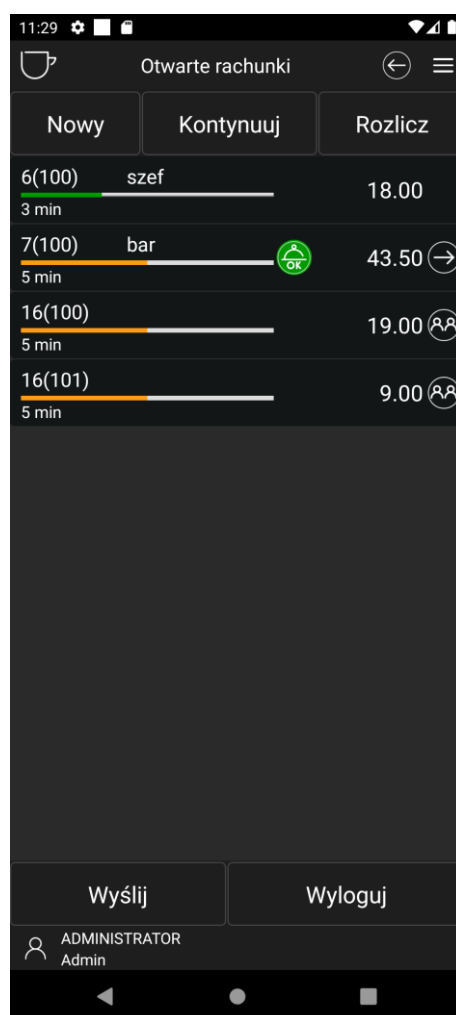 11:29
Otwarte rachunki
Nowy Kontynuuj Rozlicz
6(100) szef
18.00
3 min
7(100) bar
OK
43.50
5 min
16(100)
19.00
5 min
16(101)
9.00
5 min
Wyślij Wyloguj
ADMINISTRATOR
Admin